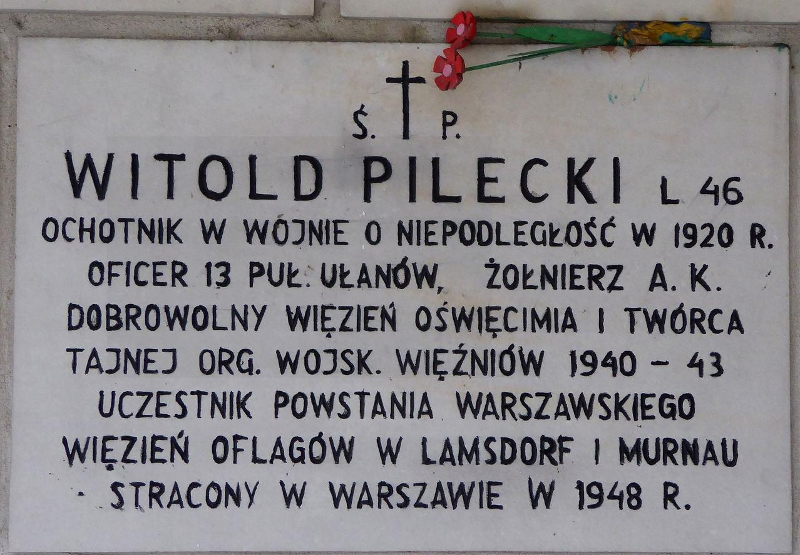 Ś. P.
WITOLD PILECKI L 46
OCHOTNIK W WOJNIE O NIEPODLEGŁOŚĆ W 1920 R.
OFICER 13 PUŁ. UŁANÓW, ŻOŁNIERZ A. K.
DOBROWOLNY WIĘZIEŃ OŚWIĘCIMIA I TWÓRCA
TAJNEJ ORG. WOJSK. WIĘŹNIÓW 1940 - 43
UCZESTNIK POWSTANIA WARSZAWSKIEGO
WIĘZIEŃ OFLAGÓW W LAMSDORF I MURNAU
STRACONY W WARSZAWIE W 1948 R.